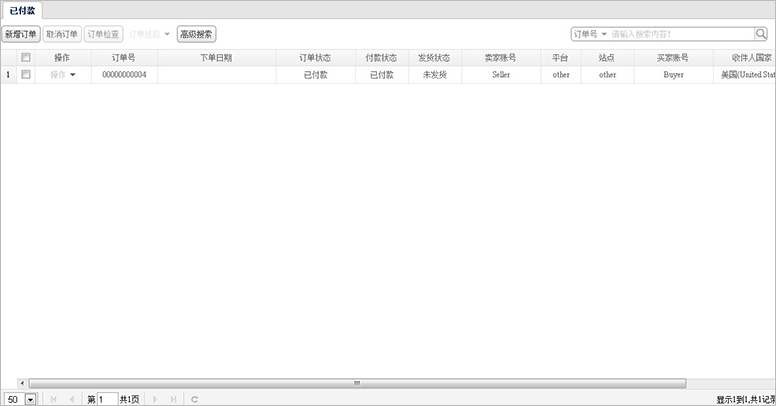 已付款
新增订单 取消订单 订单检查 订单挂起 高级搜索 订单号 请输入搜索内容!
操作 订单号 下单日期 订单状态 付款状态 发货状态 卖家账号 平台 站点 买家账号 收件人国家
1 操作 00000000004 已付款 已付款 未发货 Seller other other Buyer 美国(United Stat
50 第 1 共1页 显示1到1,共1记录